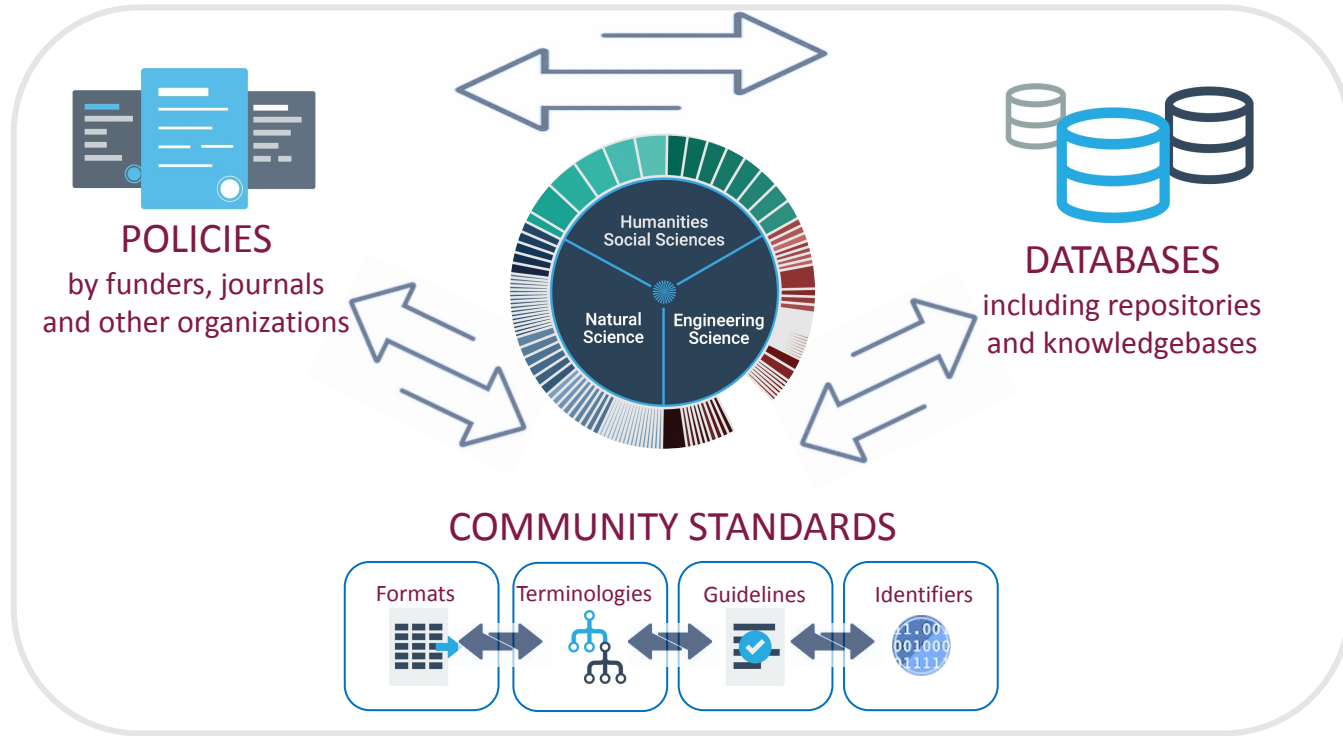 POLICIES
by funders, journals
and other organizations
Humanities
Social Sciences
Natural
Science
Engineering
Science
DATABASES
including repositories
and knowledgebases
COMMUNITY STANDARDS
Formats
Terminologies
Guidelines
Identifiers
001000